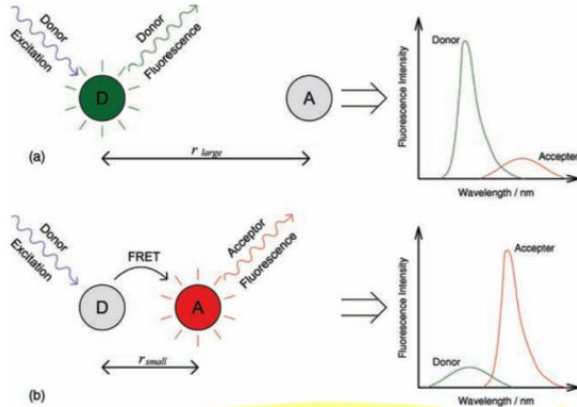 Donor
Excitation
Donor
Fluorescence
D
A
r large
(a)
Fluorescence Intensity
Donor
Accepter
Wavelength / nm
Donor
Excitation
FRET
Acceptor
Fluorescence
D
A
r small
(b)
Fluorescence Intensity
Accepter
Donor
Wavelength / nm